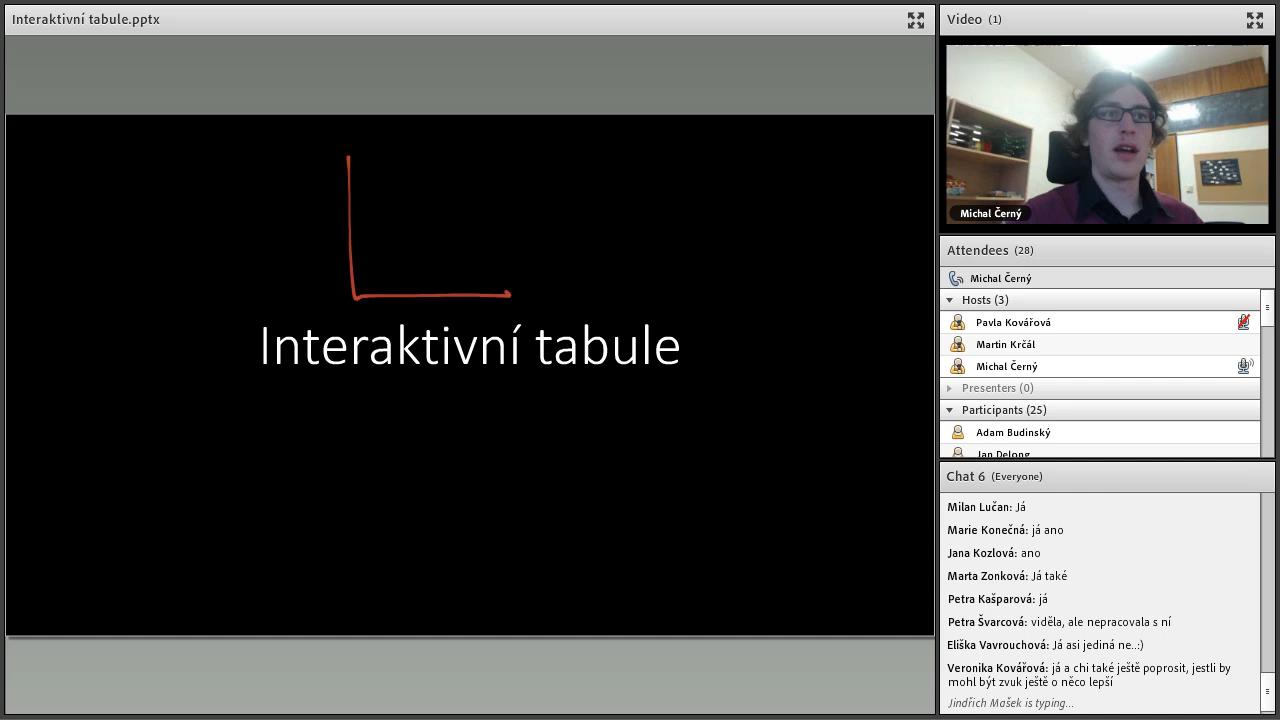 Interaktivní tabule.pptx
Interaktivní tabule
Video (1)
Michal Černý
Attendees (28)
Michal Černý
Hosts (3)
Pavla Kovářová
Martin Krčál
Michal Černý
Presenters (0)
Participants (25)
Adam Budinský
Jan Delong
Chat 6 (Everyone)
Milan Lučan: Já
Marie Konečná: já ano
Jana Kozlová: ano
Marta Zonková: Já také
Petra Kašparová: já
Petra Švarcová: viděla, ale nepracovala s ní
Eliška Vavrouchová: Já asi jediná ne..:)
Veronika Kovářová: já a chi také ještě poprosit, jestli by
mohl být zvuk ještě o něco lepší
Jindřich Mašek is typing...